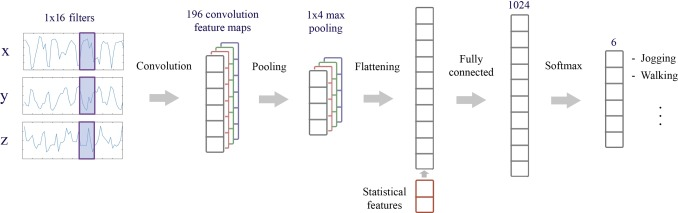 1x16 filters
x
y
z
Convolution
196 convolution
feature maps
Pooling
1x4 max
pooling
Flattening
Statistical
features
Fully
connected
1024
Softmax
6
- Jogging
- Walking